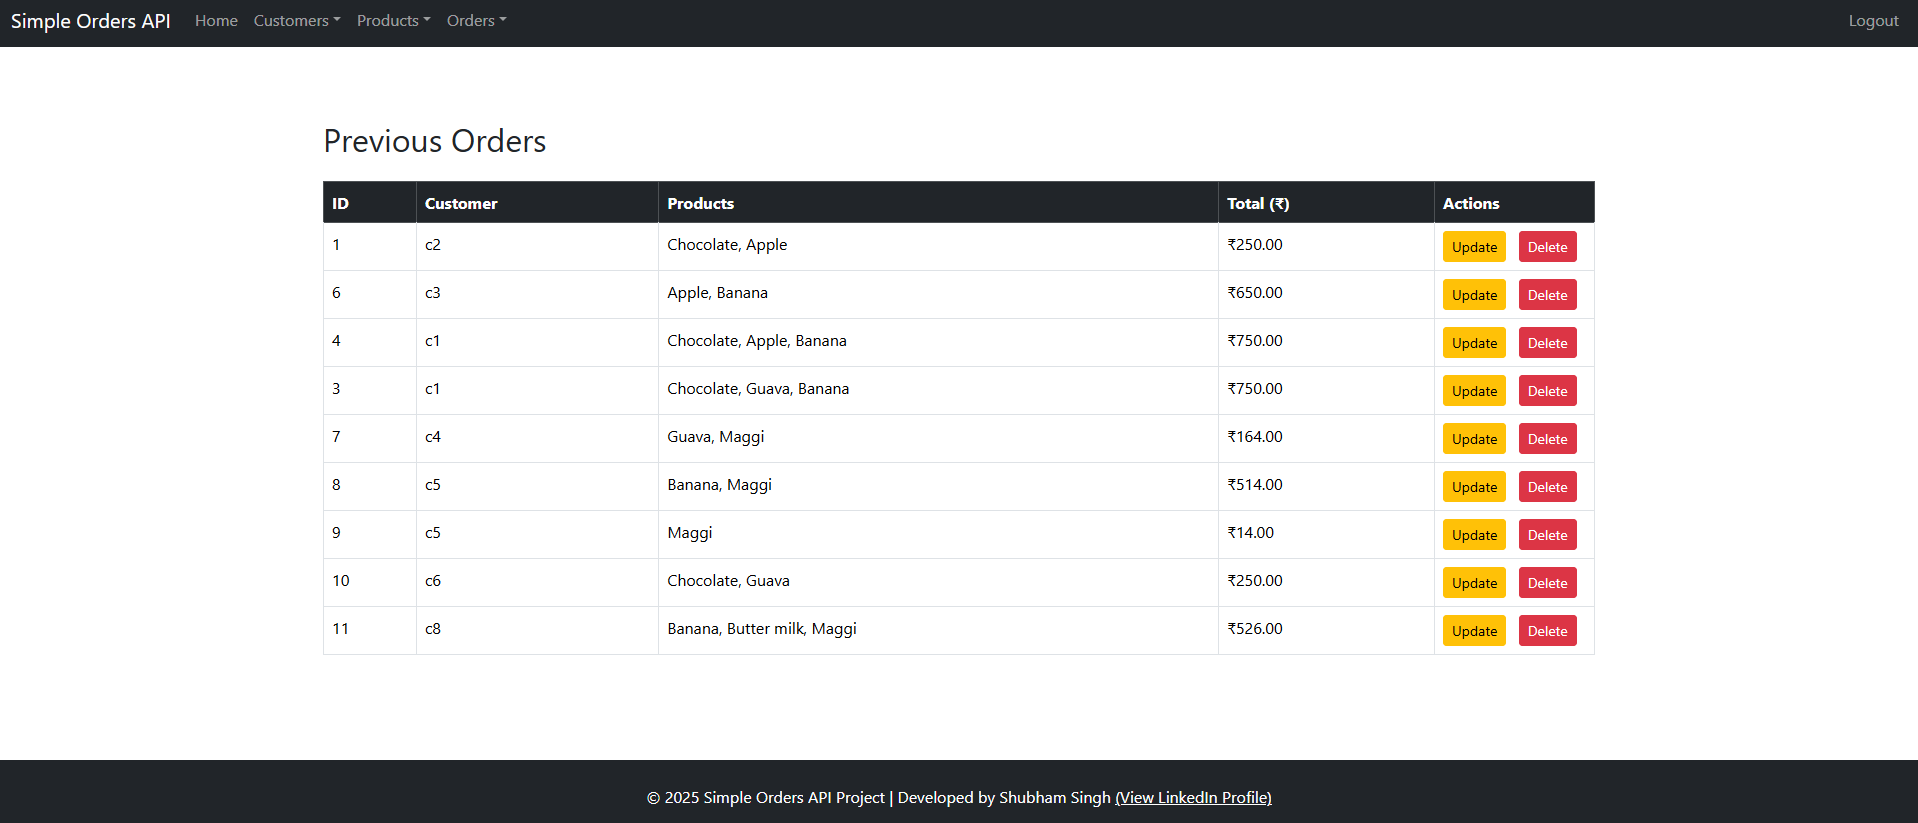 Simple Orders API Home Customers Products Orders Logout
Previous Orders
ID Customer Products Total (₹) Actions
1 c2 Chocolate, Apple ₹250.00 Update Delete
6 c3 Apple, Banana ₹650.00 Update Delete
4 c1 Chocolate, Apple, Banana ₹750.00 Update Delete
3 c1 Chocolate, Guava, Banana ₹750.00 Update Delete
7 c4 Guava, Maggi ₹164.00 Update Delete
8 c5 Banana, Maggi ₹514.00 Update Delete
9 c5 Maggi ₹14.00 Update Delete
10 c6 Chocolate, Guava ₹250.00 Update Delete
11 c8 Banana, Butter milk, Maggi ₹526.00 Update Delete
© 2025 Simple Orders API Project | Developed by Shubham Singh (View LinkedIn Profile)